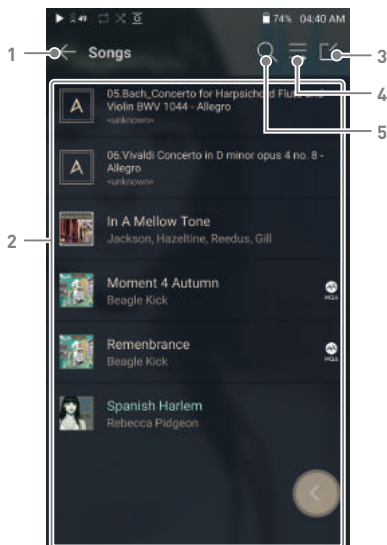 49 74% 04:40 AM
1 Songs 3
4
5
05.Bach_Concerto for Harpsichord Flute and
Violin BWV 1044 - Allegro
<unknown>
06.Vivaldi Concerto in D minor opus 4 no. 8 -
Allegro
<unknown>
In A Mellow Tone
Jackson, Hazeltine, Reedus, Gill
2
Moment 4 Autumn
Beagle Kick
MQA
Remenbrance
Beagle Kick
MQA
Spanish Harlem
Rebecca Pidgeon